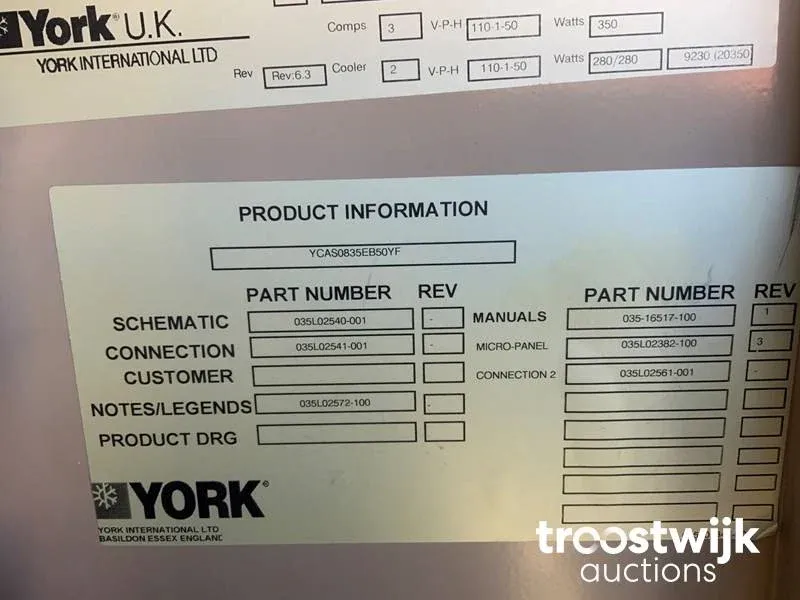 York® U.K.
YORK INTERNATIONAL LTD
Comps 3 V-P-H 110-1-50 Watts 350
Rev Rev:6.3 Cooler 2 V-P-H 110-1-50 Watts 280/280 9230 (20350)
PRODUCT INFORMATION
YCAS0835EB50YF
PART NUMBER REV PART NUMBER REV
SCHEMATIC 035L02540-001 - MANUALS 035-16517-100 1
CONNECTION 035L02541-001 - MICRO-PANEL 035L02382-100 3
CUSTOMER CONNECTION 2 035L02561-001 -
NOTES/LEGENDS 035L02572-100 -
PRODUCT DRG
YORK®
YORK INTERNATIONAL LTD
BASILDON ESSEX ENGLAND
troostwijk
auctions